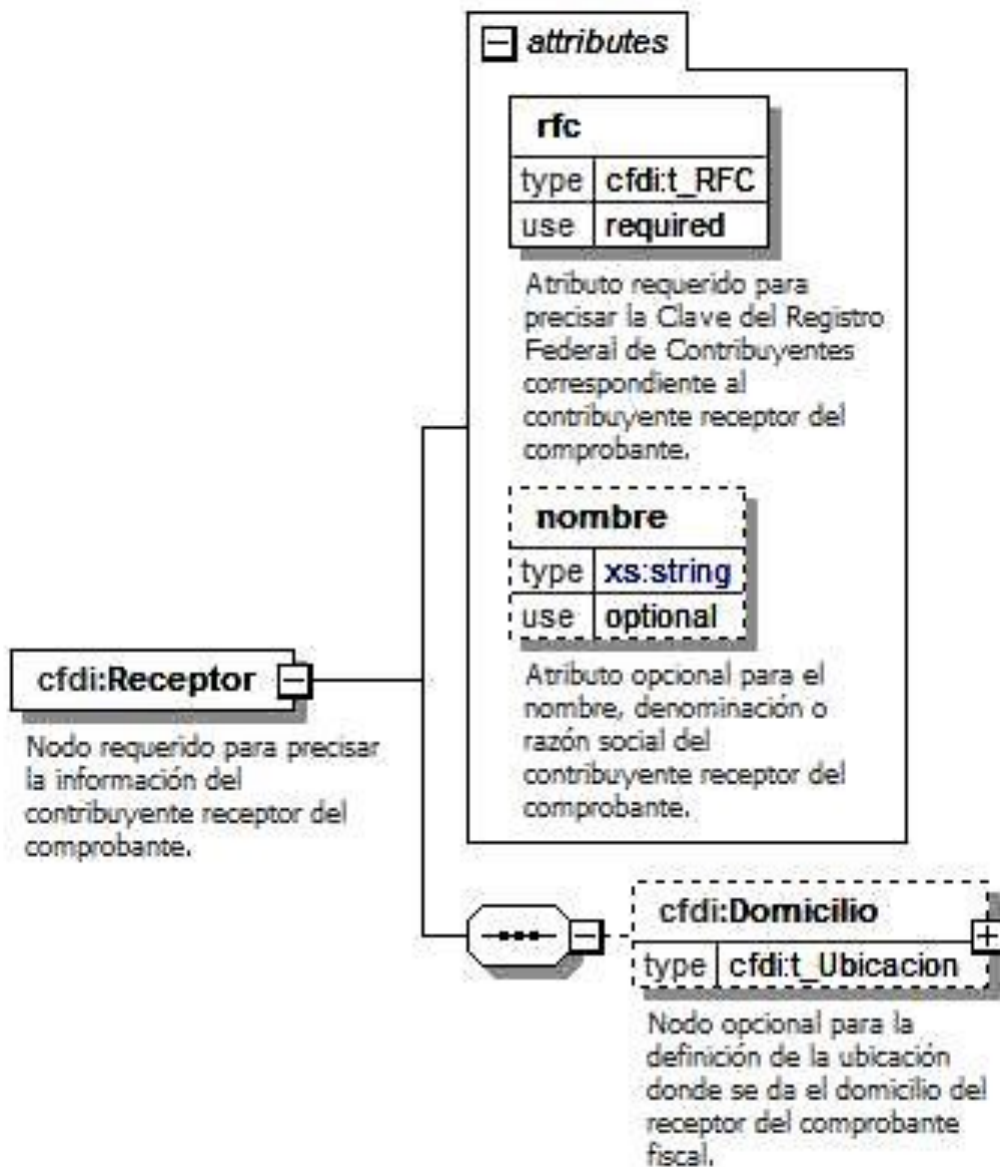 attributes
rfc
type cfdi:t_RFC
use required
Atributo requerido para
precisar la Clave del Registro
Federal de Contribuyentes
correspondiente al
contribuyente receptor del
comprobante.
nombre
type xs:string
use optional
Atributo opcional para el
nombre, denominación o
razón social del
contribuyente receptor del
comprobante.
cfdi:Receptor
Nodo requerido para precisar
la información del
contribuyente receptor del
comprobante.
cfdi:Domicilio
type cfdi:t_Ubicacion
Nodo opcional para la
definición de la ubicación
donde se da el domicilio del
receptor del comprobante
fiscal.